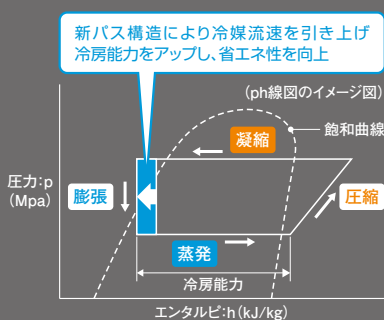 新パス構造により冷媒流速を引き上げ
冷房能力をアップし、省エネ性を向上
(ph線図のイメージ図)
飽和曲線
凝縮
圧力:p
(Mpa)
膨張
圧縮
蒸発
冷房能力
エンタルピ:h(kJ/kg)